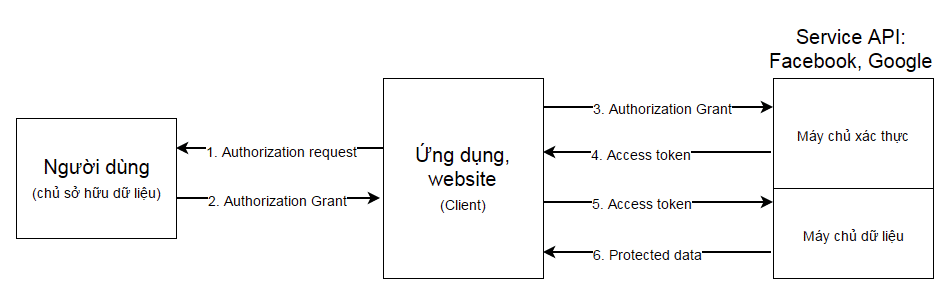 Service API:
Facebook, Google
Người dùng
(chủ sở hữu dữ liệu)
1. Authorization request
2. Authorization Grant
Ứng dụng,
website
(Client)
3. Authorization Grant
4. Access token
5. Access token
6. Protected data
Máy chủ xác thực
Máy chủ dữ liệu